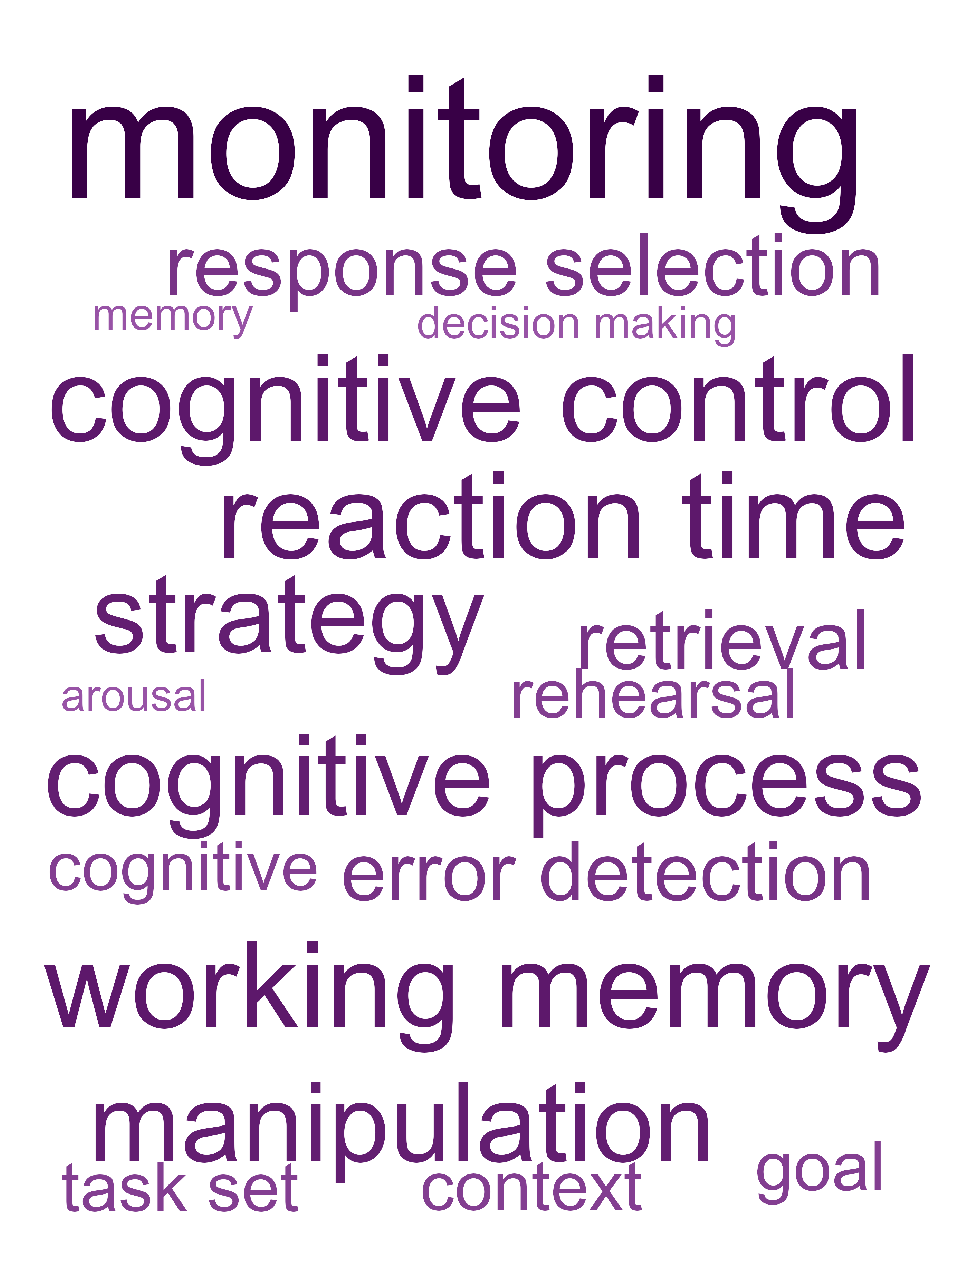 monitoring
response selection
memory decision making
cognitive control
reaction time
strategy
retrieval
arousal rehearsal
cognitive process
cognitive error detection
working memory
manipulation
task set context goal